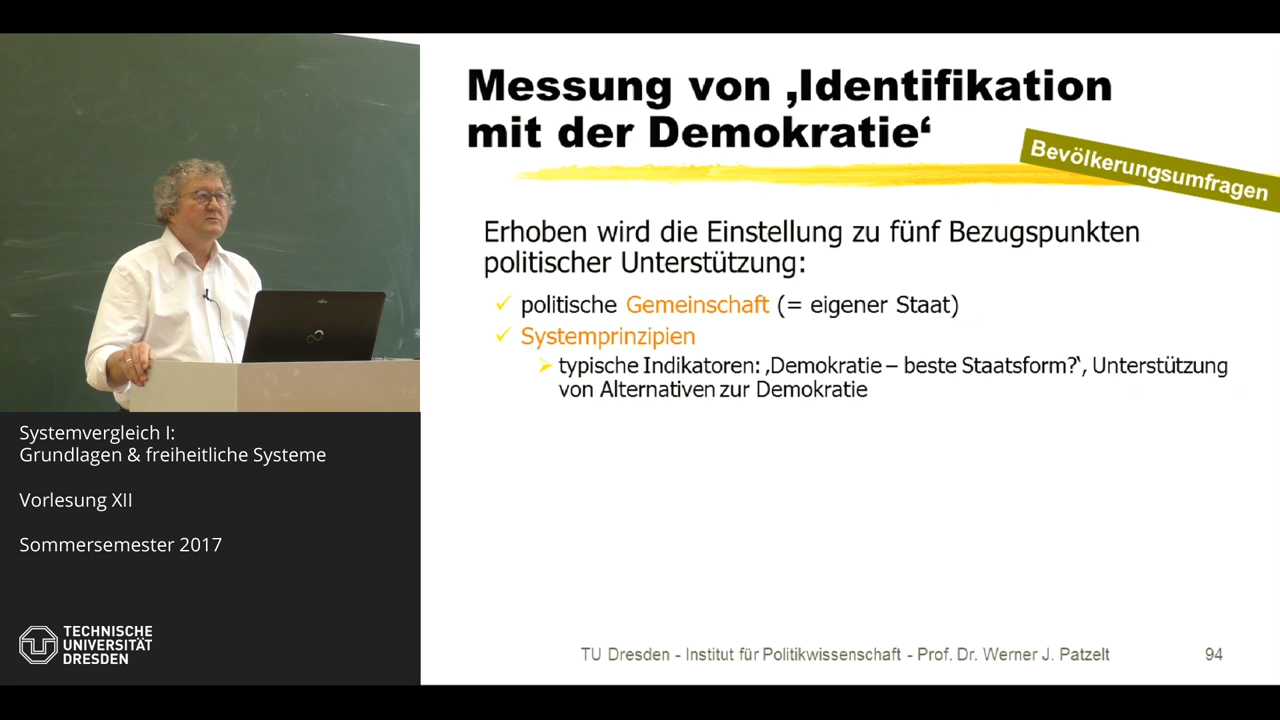 Messung von ‚Identifikation
mit der Demokratie‘
Bevölkerungsumfragen
Erhoben wird die Einstellung zu fünf Bezugspunkten
politischer Unterstützung:
politische Gemeinschaft (= eigener Staat)
Systemprinzipien
typische Indikatoren: ‚Demokratie – beste Staatsform?‘, Unterstützung
von Alternativen zur Demokratie
Systemvergleich I:
Grundlagen & freiheitliche Systeme
Vorlesung XII
Sommersemester 2017
TECHNISCHE
UNIVERSITÄT
DRESDEN
TU Dresden - Institut für Politikwissenschaft - Prof. Dr. Werner J. Patzelt
94